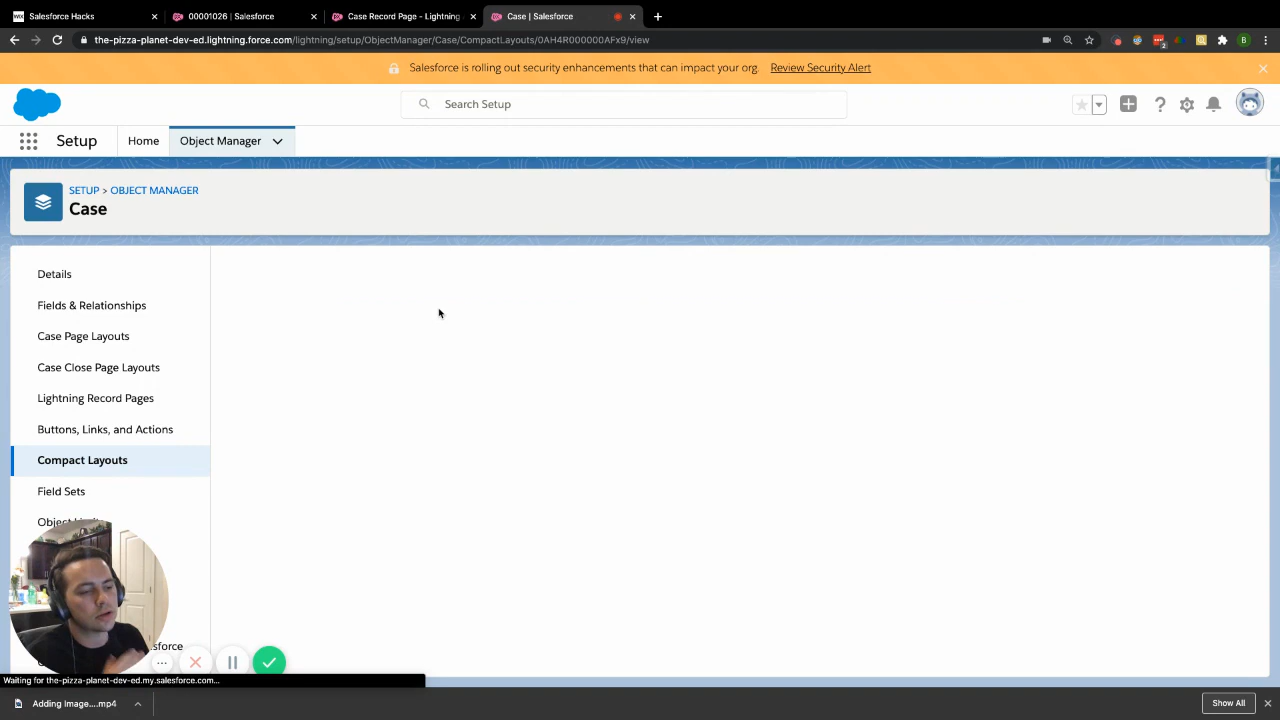 Salesforce Hacks
00001026 | Salesforce
Case Record Page - Lightning
Case | Salesforce
the-pizza-planet-dev-ed.lightning.force.com/lightning/setup/ObjectManager/Case/CompactLayouts/0AH4R000000AFx9/view
Salesforce is rolling out security enhancements that can impact your org. Review Security Alert
Search Setup
Setup
Home
Object Manager
SETUP > OBJECT MANAGER
Case
Details
Fields & Relationships
Case Page Layouts
Case Close Page Layouts
Lightning Record Pages
Buttons, Links, and Actions
Compact Layouts
Field Sets
Waiting for the-pizza-planet-dev-ed.my.salesforce.com...
Adding Image....mp4
Show All